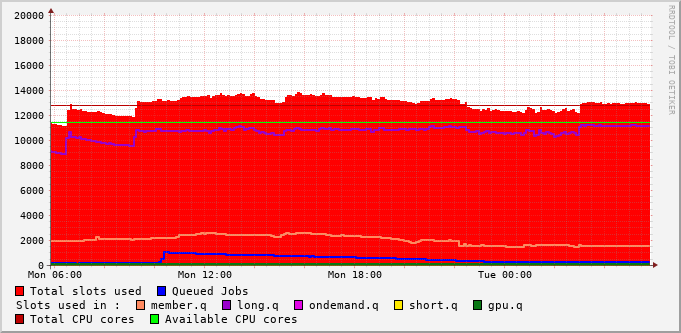 20000
18000
16000
14000
12000
10000
8000
6000
4000
2000
0
Mon 06:00 Mon 12:00 Mon 18:00 Tue 00:00
Total slots used Queued Jobs
Slots used in : member.q long.q ondemand.q short.q gpu.q
Total CPU cores Available CPU cores
RRDTOOL / TOBI OETIKER